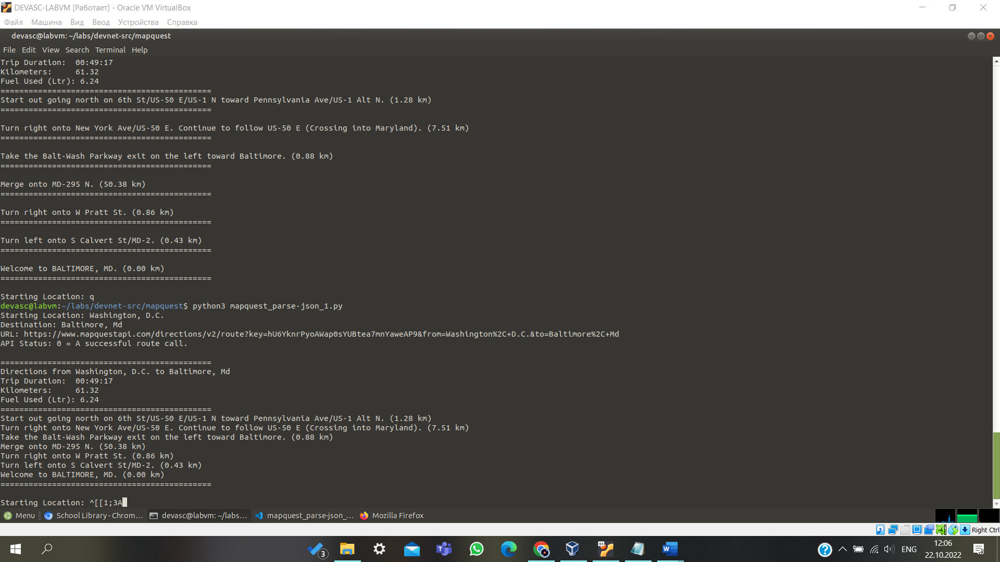 DEVASC-LABVM [Работает] - Oracle VM VirtualBox
Файл Машина Вид Ввод Устройства Справка
devasc@labvm: ~/labs/devnet-src/mapquest
File Edit View Search Terminal Help
Trip Duration:  00:49:17
Kilometers:     61.32
Fuel Used (Ltr): 6.24
=============================================
Start out going north on 6th St/US-50 E/US-1 N toward Pennsylvania Ave/US-1 Alt N. (1.28 km)
=============================================
Turn right onto New York Ave/US-50 E. Continue to follow US-50 E (Crossing into Maryland). (7.51 km)
=============================================
Take the Balt-Wash Parkway exit on the left toward Baltimore. (0.88 km)
=============================================
Merge onto MD-295 N. (50.38 km)
=============================================
Turn right onto W Pratt St. (0.86 km)
=============================================
Turn left onto S Calvert St/MD-2. (0.43 km)
=============================================
Welcome to BALTIMORE, MD. (0.00 km)
=============================================
Starting Location: q
devasc@labvm:~/labs/devnet-src/mapquest$ python3 mapquest_parse-json_1.py
Starting Location: Washington, D.C.
Destination: Baltimore, Md
URL: https://www.mapquestapi.com/directions/v2/route?key=hU6YknrPyoAWap0sYUBtea7mnYaweAP9&from=Washington%2C+D.C.&to=Baltimore%2C+Md
API Status: 0 = A successful route call.
=============================================
Directions from Washington, D.C. to Baltimore, Md
Trip Duration:  00:49:17
Kilometers:     61.32
Fuel Used (Ltr): 6.24
=============================================
Start out going north on 6th St/US-50 E/US-1 N toward Pennsylvania Ave/US-1 Alt N. (1.28 km)
Turn right onto New York Ave/US-50 E. Continue to follow US-50 E (Crossing into Maryland). (7.51 km)
Take the Balt-Wash Parkway exit on the left toward Baltimore. (0.88 km)
Merge onto MD-295 N. (50.38 km)
Turn right onto W Pratt St. (0.86 km)
Turn left onto S Calvert St/MD-2. (0.43 km)
Welcome to BALTIMORE, MD. (0.00 km)
=============================================
Starting Location: ^[[1;3A
Menu School Library - Chrom... devasc@labvm: ~/labs... mapquest_parse-json_... Mozilla Firefox
Right Ctrl
3
64
ENG
12:06
22.10.2022